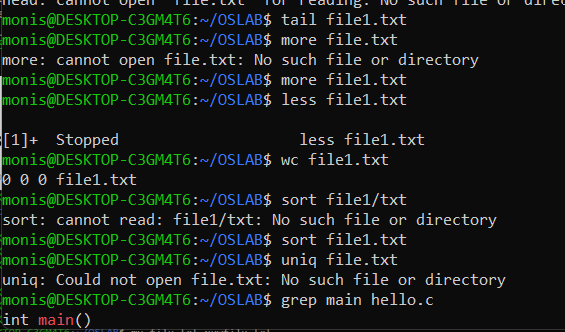 head: cannot open 'file.txt' for reading: No such file or direc
monis@DESKTOP-C3GM4T6:~/OSLAB$ tail file1.txt
monis@DESKTOP-C3GM4T6:~/OSLAB$ more file.txt
more: cannot open file.txt: No such file or directory
monis@DESKTOP-C3GM4T6:~/OSLAB$ more file1.txt
monis@DESKTOP-C3GM4T6:~/OSLAB$ less file1.txt
[1]+  Stopped                 less file1.txt
monis@DESKTOP-C3GM4T6:~/OSLAB$ wc file1.txt
0 0 0 file1.txt
monis@DESKTOP-C3GM4T6:~/OSLAB$ sort file1/txt
sort: cannot read: file1/txt: No such file or directory
monis@DESKTOP-C3GM4T6:~/OSLAB$ sort file1.txt
monis@DESKTOP-C3GM4T6:~/OSLAB$ uniq file.txt
uniq: Could not open file.txt: No such file or directory
monis@DESKTOP-C3GM4T6:~/OSLAB$ grep main hello.c
int main()